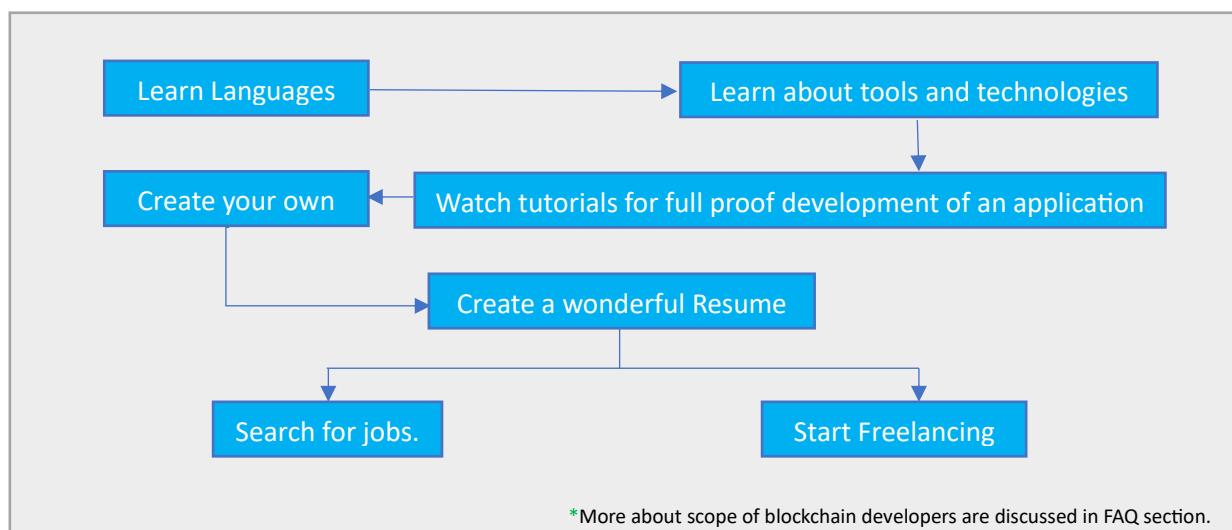 Learn Languages
Learn about tools and technologies
Watch tutorials for full proof development of an application
Create your own
Create a wonderful Resume
Search for jobs.
Start Freelancing
*More about scope of blockchain developers are discussed in FAQ section.